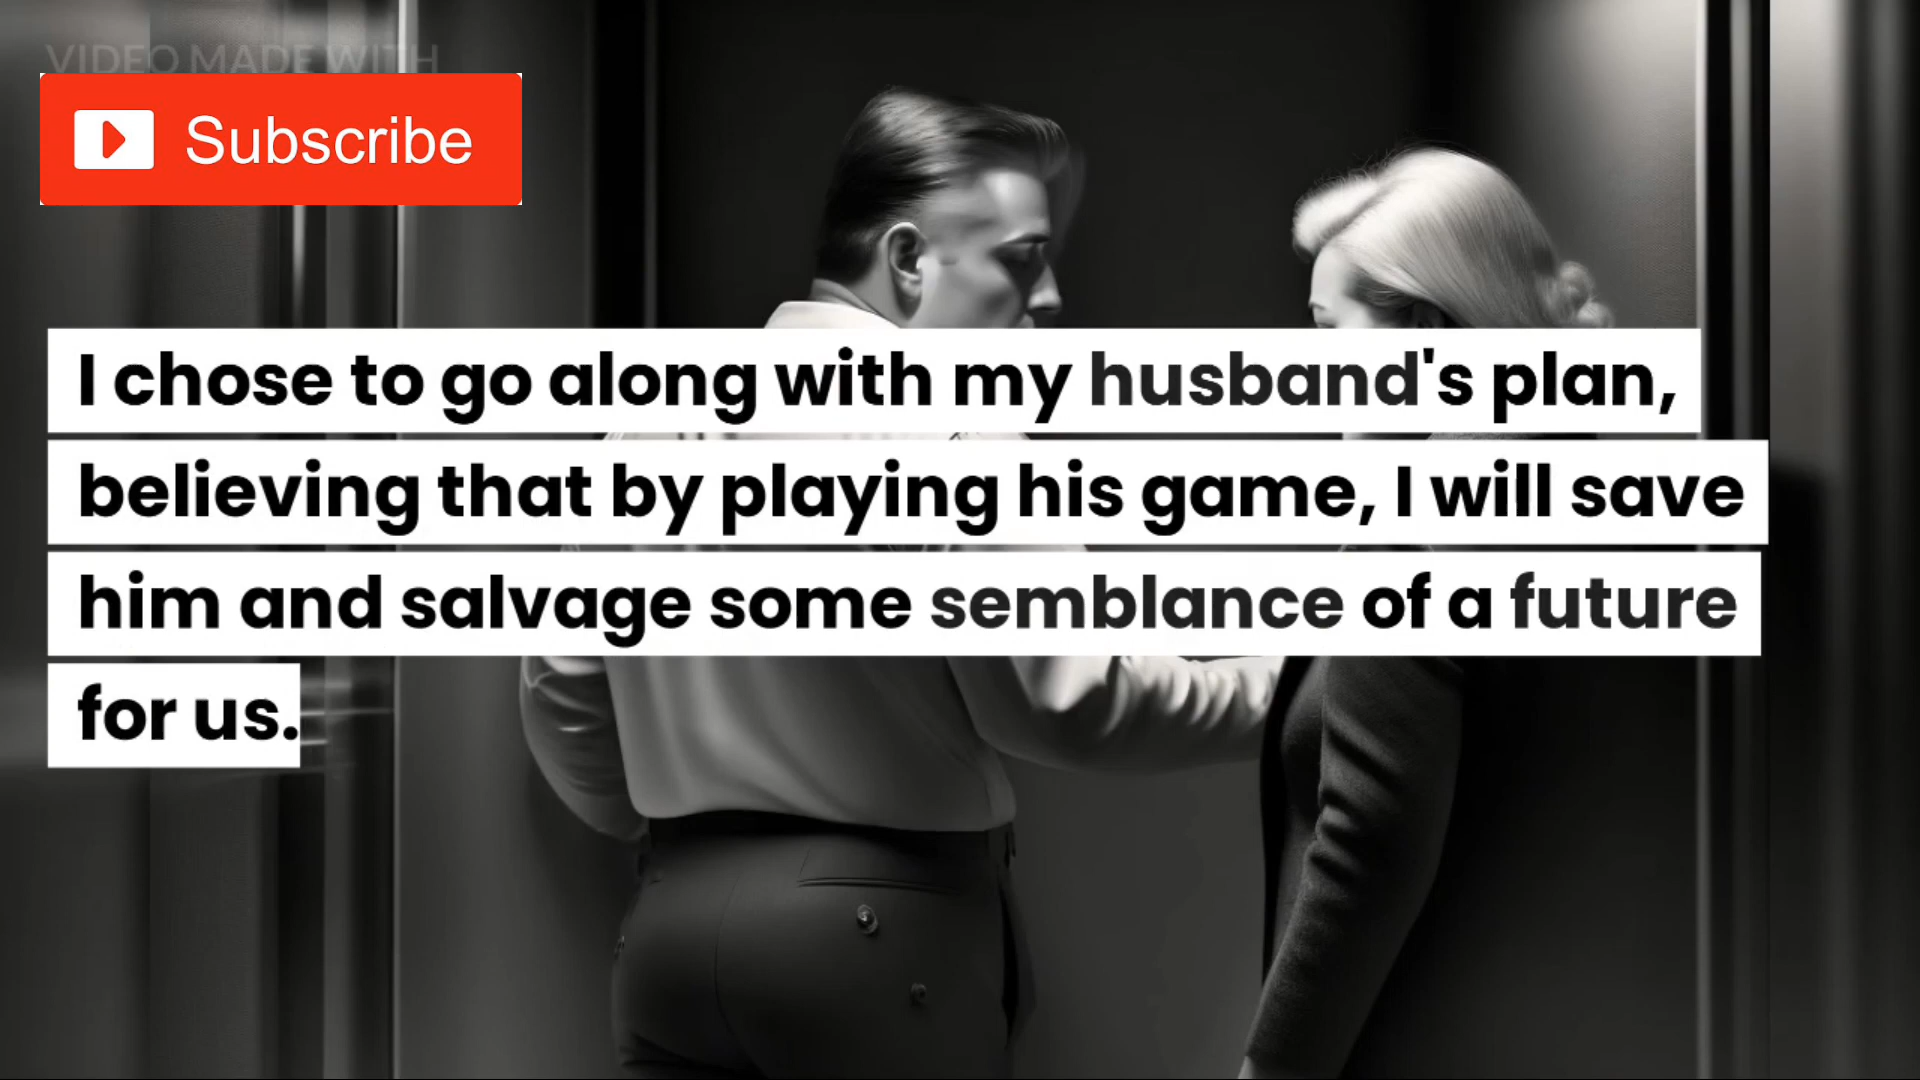 VIDEO MADE WITH
Subscribe
I chose to go along with my husband's plan,
believing that by playing his game, I will save
him and salvage some semblance of a future
for us.